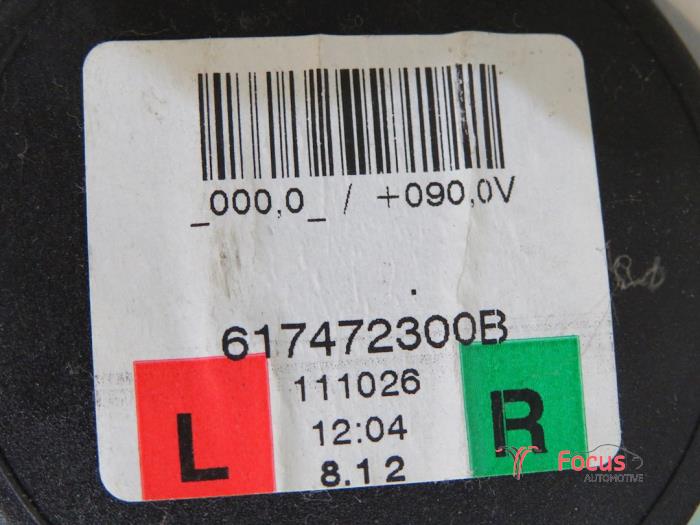 _000,0_ / +090,0V
617472300B
111026
12:04
8.12
L
R
Focus
AUTOMOTIVE